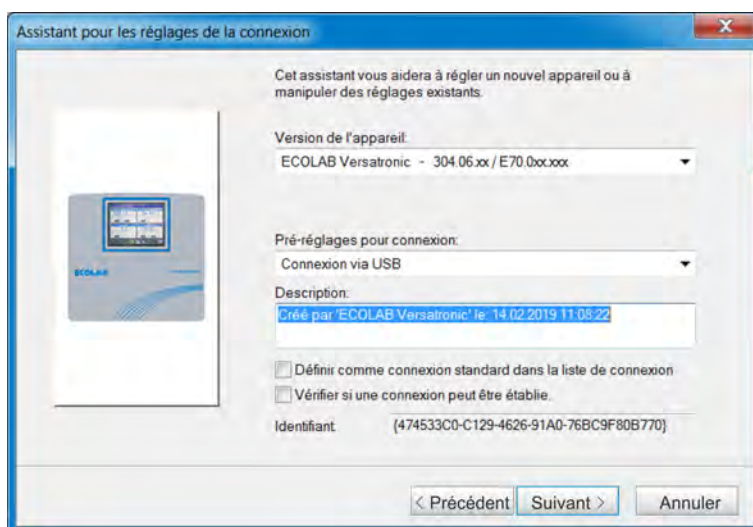 Assistant pour les réglages de la connexion
Cet assistant vous aidera à régler un nouvel appareil ou à
manipuler des réglages existants.
Version de l'appareil:
ECOLAB Versatronic - 304.06.xx / E70.0xx.xxx
ECOLAB
Pré-réglages pour connexion:
Connexion via USB
Description:
Créé par 'ECOLAB Versatronic' le: 14.02.2019 11:08:22
Définir comme connexion standard dans la liste de connexion
Vérifier si une connexion peut être établie.
Identifiant: {474533C0-C129-4626-91A0-76BC9F80B770}
< Précédent Suivant > Annuler